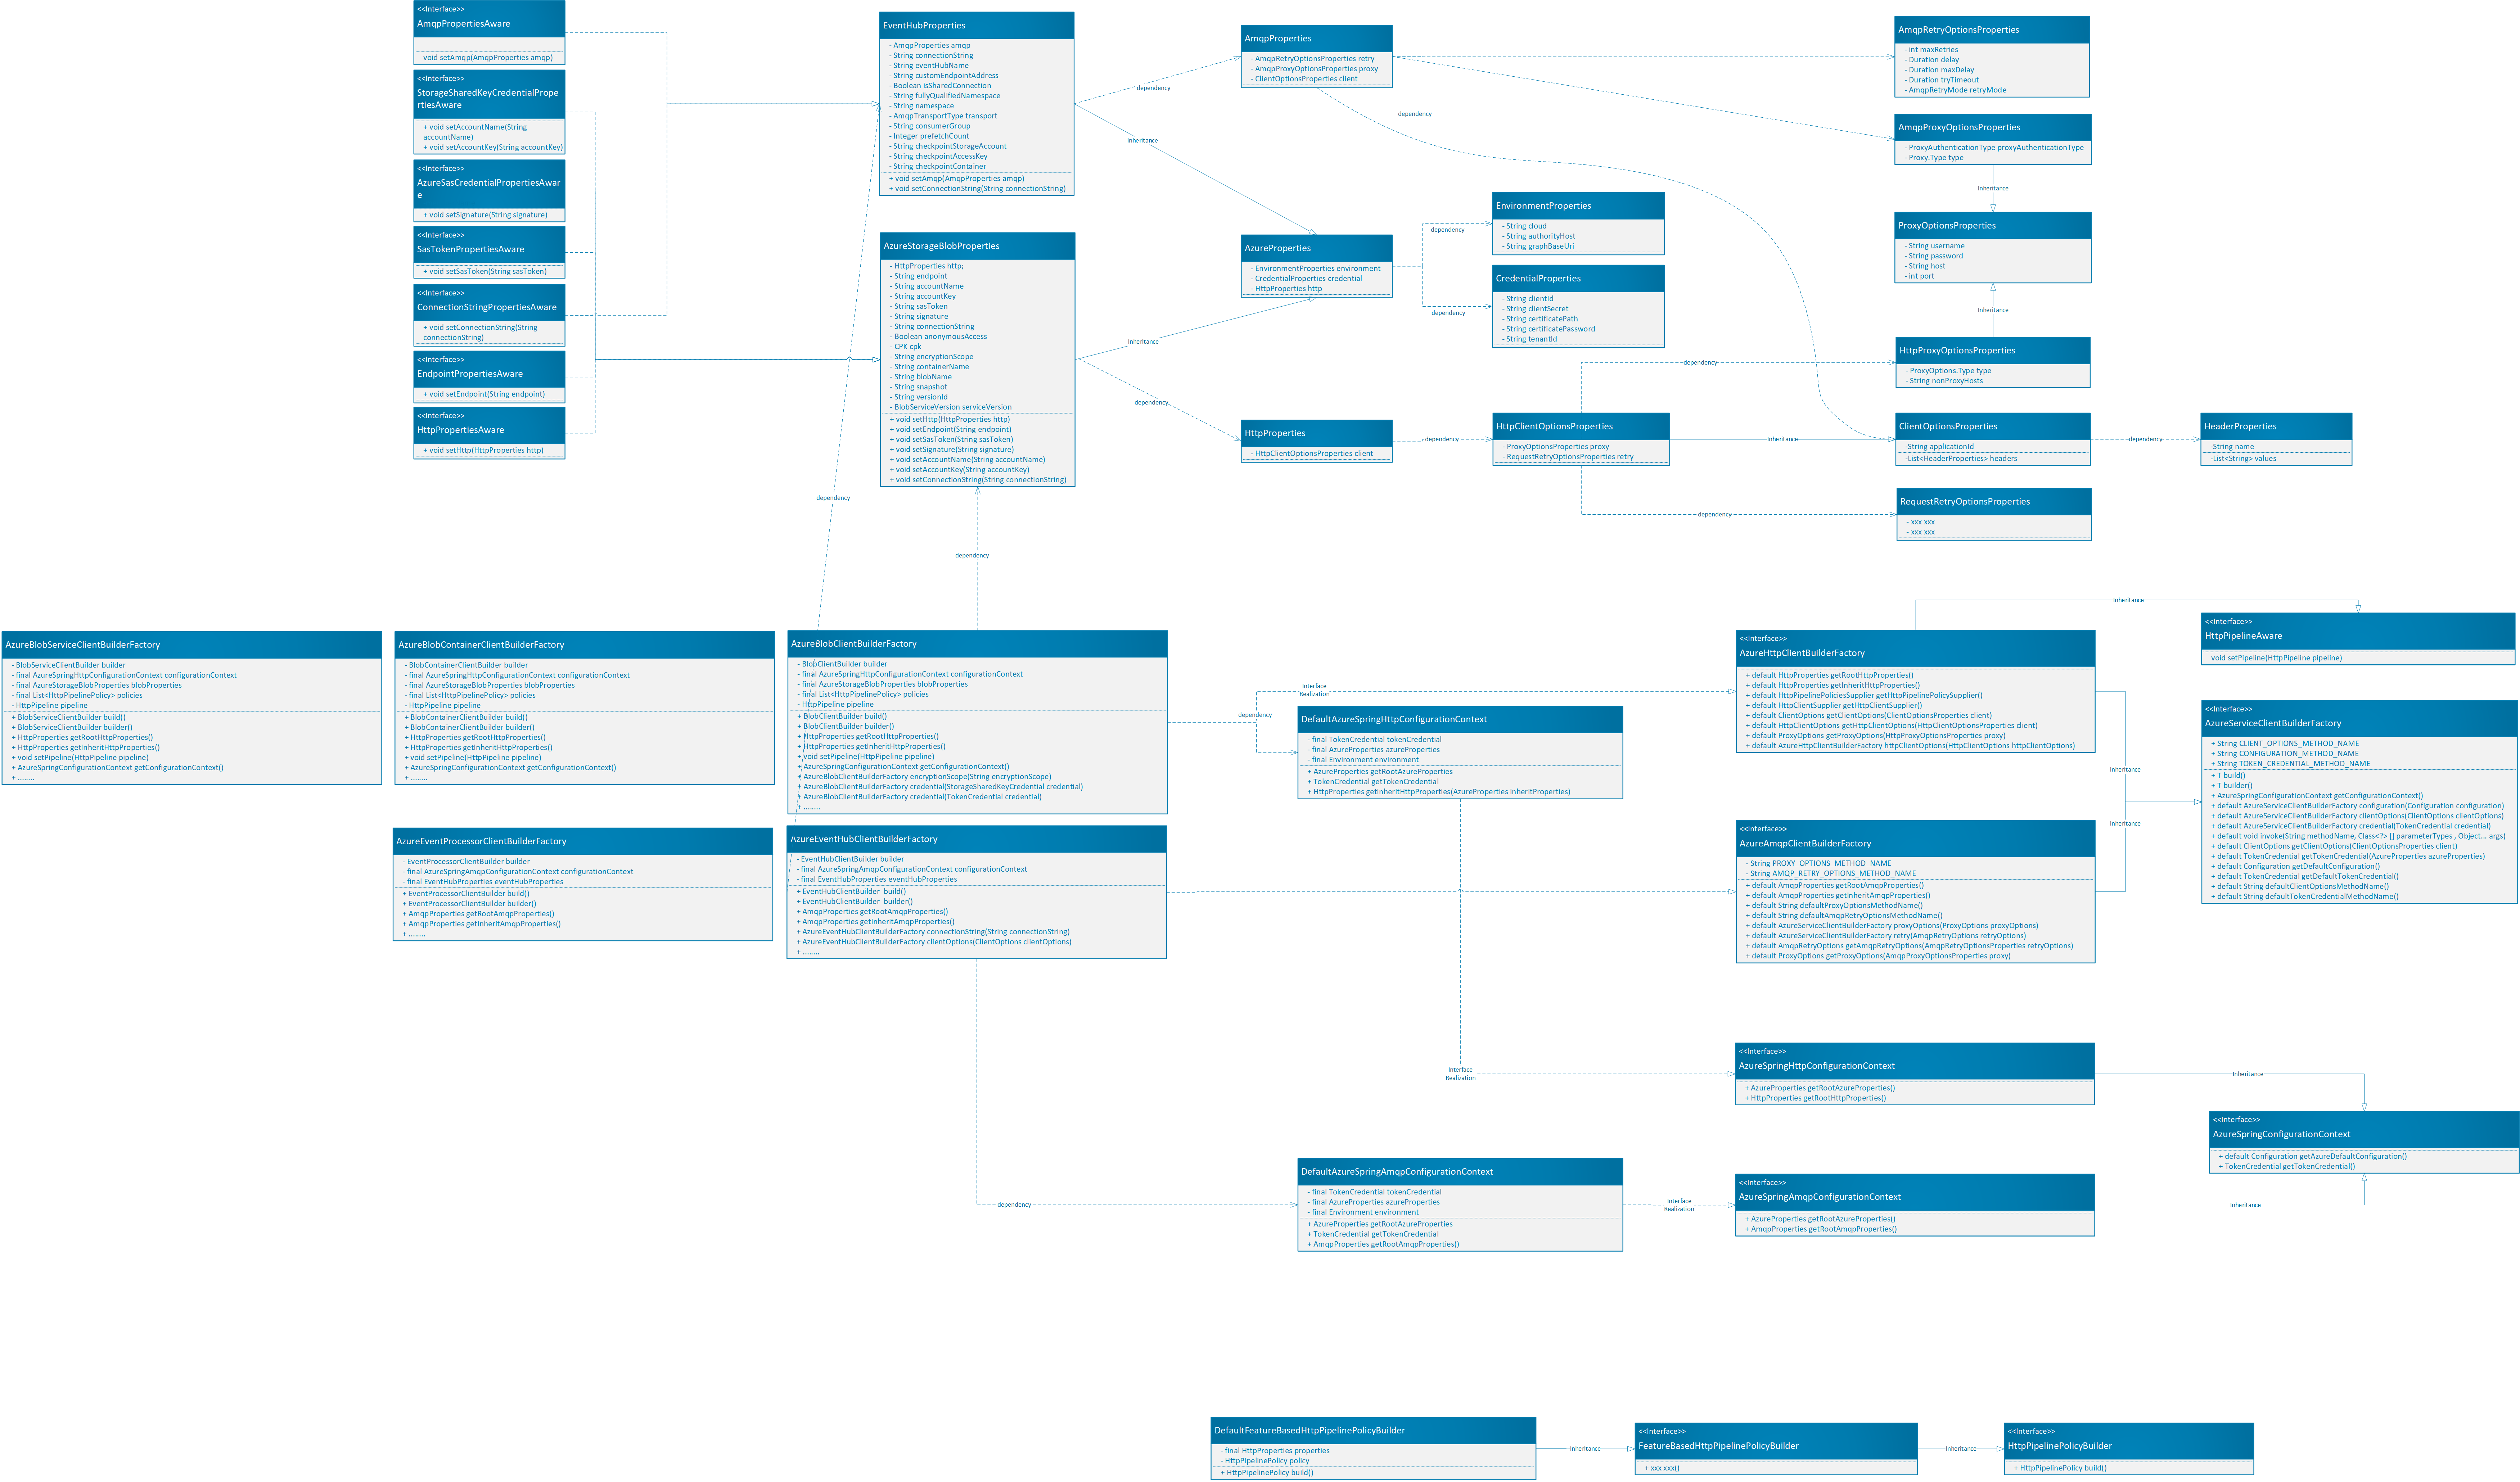 <<Interface>>
AmqpPropertiesAware
void setAmqp(AmqpProperties amqp)
<<Interface>>
StorageSharedKeyCredentialPrope
rtiesAware
+ void setAccountName(String
accountName)
+ void setAccountKey(String accountKey)
<<Interface>>
AzureSasCredentialPropertiesAwar
e
+ void setSignature(String signature)
<<Interface>>
SasTokenPropertiesAware
+ void setSasToken(String sasToken)
<<Interface>>
ConnectionStringPropertiesAware
+ void setConnectionString(String
connectionString)
<<Interface>>
EndpointPropertiesAware
+ void setEndpoint(String endpoint)
<<Interface>>
HttpPropertiesAware
+ void setHttp(HttpProperties http)
EventHubProperties
- AmqpProperties amqp
- String connectionString
- String eventHubName
- String customEndpointAddress
- Boolean isSharedConnection
- String fullyQualifiedNamespace
- String namespace
- AmqpTransportType transport
- String consumerGroup
- Integer prefetchCount
- String checkpointStorageAccount
- String checkpointAccessKey
- String checkpointContainer
+ void setAmqp(AmqpProperties amqp)
+ void setConnectionString(String connectionString)
AzureStorageBlobProperties
- HttpProperties http;
- String endpoint
- String accountName
- String accountKey
- String sasToken
- String signature
- String connectionString
- Boolean anonymousAccess
- CPK cpk
- String encryptionScope
- String containerName
- String blobName
- String snapshot
- String versionId
- BlobServiceVersion serviceVersion
+ void setHttp(HttpProperties http)
+ void setEndpoint(String endpoint)
+ void setSasToken(String sasToken)
+ void setSignature(String signature)
+ void setAccountName(String accountName)
+ void setAccountKey(String accountKey)
+ void setConnectionString(String connectionString)
dependency
Inheritance
Inheritance
dependency
dependency
dependency
AmqpProperties
- AmqpRetryOptionsProperties retry
- AmqpProxyOptionsProperties proxy
- ClientOptionsProperties client
dependency
AzureProperties
- EnvironmentProperties environment
- CredentialProperties credential
- HttpProperties http
dependency
dependency
EnvironmentProperties
- String cloud
- String authorityHost
- String graphBaseUri
CredentialProperties
- String clientId
- String clientSecret
- String certificatePath
- String certificatePassword
- String tenantId
HttpProperties
- HttpClientOptionsProperties client
dependency
HttpClientOptionsProperties
- ProxyOptionsProperties proxy
- RequestRetryOptionsProperties retry
dependency
Inheritance
dependency
AmqpRetryOptionsProperties
- int maxRetries
- Duration delay
- Duration maxDelay
- Duration tryTimeout
- AmqpRetryMode retryMode
AmqpProxyOptionsProperties
- ProxyAuthenticationType proxyAuthenticationType
- Proxy.Type type
Inheritance
ProxyOptionsProperties
- String username
- String password
- String host
- int port
Inheritance
HttpProxyOptionsProperties
- ProxyOptions.Type type
- String nonProxyHosts
ClientOptionsProperties
-String applicationId
-List<HeaderProperties> headers
dependency
HeaderProperties
-String name
-List<String> values
RequestRetryOptionsProperties
- xxx xxx
- xxx xxx
AzureBlobServiceClientBuilderFactory
- BlobServiceClientBuilder builder
- final AzureSpringHttpConfigurationContext configurationContext
- final AzureStorageBlobProperties blobProperties
- final List<HttpPipelinePolicy> policies
- HttpPipeline pipeline
+ BlobServiceClientBuilder build()
+ BlobServiceClientBuilder builder()
+ HttpProperties getRootHttpProperties()
+ HttpProperties getInheritHttpProperties()
+ void setPipeline(HttpPipeline pipeline)
+ AzureSpringConfigurationContext getConfigurationContext()
+ ........
AzureBlobContainerClientBuilderFactory
- BlobContainerClientBuilder builder
- final AzureSpringHttpConfigurationContext configurationContext
- final AzureStorageBlobProperties blobProperties
- final List<HttpPipelinePolicy> policies
- HttpPipeline pipeline
+ BlobContainerClientBuilder build()
+ BlobContainerClientBuilder builder()
+ HttpProperties getRootHttpProperties()
+ HttpProperties getInheritHttpProperties()
+ void setPipeline(HttpPipeline pipeline)
+ AzureSpringConfigurationContext getConfigurationContext()
+ ........
AzureBlobClientBuilderFactory
- BlobClientBuilder builder
- final AzureSpringHttpConfigurationContext configurationContext
- final AzureStorageBlobProperties blobProperties
- final List<HttpPipelinePolicy> policies
- HttpPipeline pipeline
+ BlobClientBuilder build()
+ BlobClientBuilder builder()
+ HttpProperties getRootHttpProperties()
+ HttpProperties getInheritHttpProperties()
+ void setPipeline(HttpPipeline pipeline)
+ AzureSpringConfigurationContext getConfigurationContext()
+ AzureBlobClientBuilderFactory encryptionScope(String encryptionScope)
+ AzureBlobClientBuilderFactory credential(StorageSharedKeyCredential credential)
+ AzureBlobClientBuilderFactory credential(TokenCredential credential)
+ ........
AzureEventProcessorClientBuilderFactory
- EventProcessorClientBuilder builder
- final AzureSpringAmqpConfigurationContext configurationContext
- final EventHubProperties eventHubProperties
+ EventProcessorClientBuilder build()
+ EventProcessorClientBuilder builder()
+ AmqpProperties getRootAmqpProperties()
+ AmqpProperties getInheritAmqpProperties()
+ ........
AzureEventHubClientBuilderFactory
- EventHubClientBuilder builder
- final AzureSpringAmqpConfigurationContext configurationContext
- final EventHubProperties eventHubProperties
+ EventHubClientBuilder build()
+ EventHubClientBuilder builder()
+ AmqpProperties getRootAmqpProperties()
+ AmqpProperties getInheritAmqpProperties()
+ AzureEventHubClientBuilderFactory connectionString(String connectionString)
+ AzureEventHubClientBuilderFactory clientOptions(ClientOptions clientOptions)
+ ........
Interface
Realization
dependency
DefaultAzureSpringHttpConfigurationContext
- final TokenCredential tokenCredential
- final AzureProperties azureProperties
- final Environment environment
+ AzureProperties getRootAzureProperties
+ TokenCredential getTokenCredential
+ HttpProperties getInheritHttpProperties(AzureProperties inheritProperties)
Inheritance
<<Interface>>
AzureHttpClientBuilderFactory
+ default HttpProperties getRootHttpProperties()
+ default HttpProperties getInheritHttpProperties()
+ default HttpPipelinePoliciesSupplier getHttpPipelinePolicySupplier()
+ default HttpClientSupplier getHttpClientSupplier()
+ default ClientOptions getClientOptions(ClientOptionsProperties client)
+ default HttpClientOptions getHttpClientOptions(HttpClientOptionsProperties client)
+ default ProxyOptions getProxyOptions(HttpProxyOptionsProperties proxy)
+ default AzureHttpClientBuilderFactory httpClientOptions(HttpClientOptions httpClientOptions)
<<Interface>>
HttpPipelineAware
void setPipeline(HttpPipeline pipeline)
Inheritance
Inheritance
<<Interface>>
AzureServiceClientBuilderFactory
+ String CLIENT_OPTIONS_METHOD_NAME
+ String CONFIGURATION_METHOD_NAME
+ String TOKEN_CREDENTIAL_METHOD_NAME
+ T build()
+ T builder()
+ AzureSpringConfigurationContext getConfigurationContext()
+ default AzureServiceClientBuilderFactory configuration(Configuration configuration)
+ default AzureServiceClientBuilderFactory clientOptions(ClientOptions clientOptions)
+ default AzureServiceClientBuilderFactory credential(TokenCredential credential)
+ default void invoke(String methodName, Class<?> [] parameterTypes , Object... args)
+ default ClientOptions getClientOptions(ClientOptionsProperties client)
+ default TokenCredential getTokenCredential(AzureProperties azureProperties)
+ default Configuration getDefaultConfiguration()
+ default TokenCredential getDefaultTokenCredential()
+ default String defaultClientOptionsMethodName()
+ default String defaultTokenCredentialMethodName()
<<Interface>>
AzureAmqpClientBuilderFactory
- String PROXY_OPTIONS_METHOD_NAME
- String AMQP_RETRY_OPTIONS_METHOD_NAME
+ default AmqpProperties getRootAmqpProperties()
+ default AmqpProperties getInheritAmqpProperties()
+ default String defaultProxyOptionsMethodName()
+ default String defaultAmqpRetryOptionsMethodName()
+ default AzureServiceClientBuilderFactory proxyOptions(ProxyOptions proxyOptions)
+ default AzureServiceClientBuilderFactory retry(AmqpRetryOptions retryOptions)
+ default AmqpRetryOptions getAmqpRetryOptions(AmqpRetryOptionsProperties retryOptions)
+ default ProxyOptions getProxyOptions(AmqpProxyOptionsProperties proxy)
Interface
Realization
<<Interface>>
AzureSpringHttpConfigurationContext
+ AzureProperties getRootAzureProperties()
+ HttpProperties getRootHttpProperties()
Inheritance
<<Interface>>
AzureSpringConfigurationContext
+ default Configuration getAzureDefaultConfiguration()
+ TokenCredential getTokenCredential()
dependency
DefaultAzureSpringAmqpConfigurationContext
- final TokenCredential tokenCredential
- final AzureProperties azureProperties
- final Environment environment
+ AzureProperties getRootAzureProperties
+ TokenCredential getTokenCredential
+ AmqpProperties getRootAmqpProperties()
Interface
Realization
<<Interface>>
AzureSpringAmqpConfigurationContext
+ AzureProperties getRootAzureProperties()
+ AmqpProperties getRootAmqpProperties()
Inheritance
DefaultFeatureBasedHttpPipelinePolicyBuilder
- final HttpProperties properties
- HttpPipelinePolicy policy
+ HttpPipelinePolicy build()
Inheritance
<<Interface>>
FeatureBasedHttpPipelinePolicyBuilder
+ xxx xxx()
Inheritance
<<Interface>>
HttpPipelinePolicyBuilder
+ HttpPipelinePolicy build()